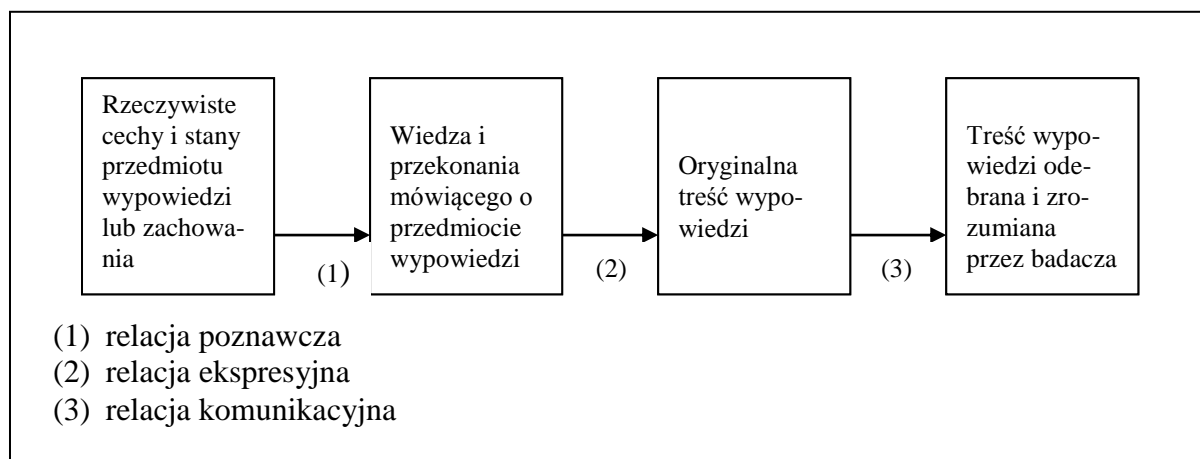 Rzeczywiste
cechy i stany
przedmiotu
wypowiedzi
lub zachowa-
nia
Wiedza i
przekonania
mówiącego o
przedmiocie
wypowiedzi
Oryginalna
treść wypo-
wiedzi
Treść wypo-
wiedzi ode-
brana i zro-
zumiana
przez badacza
(1)
(2)
(3)
(1) relacja poznawcza
(2) relacja ekspresyjna
(3) relacja komunikacyjna